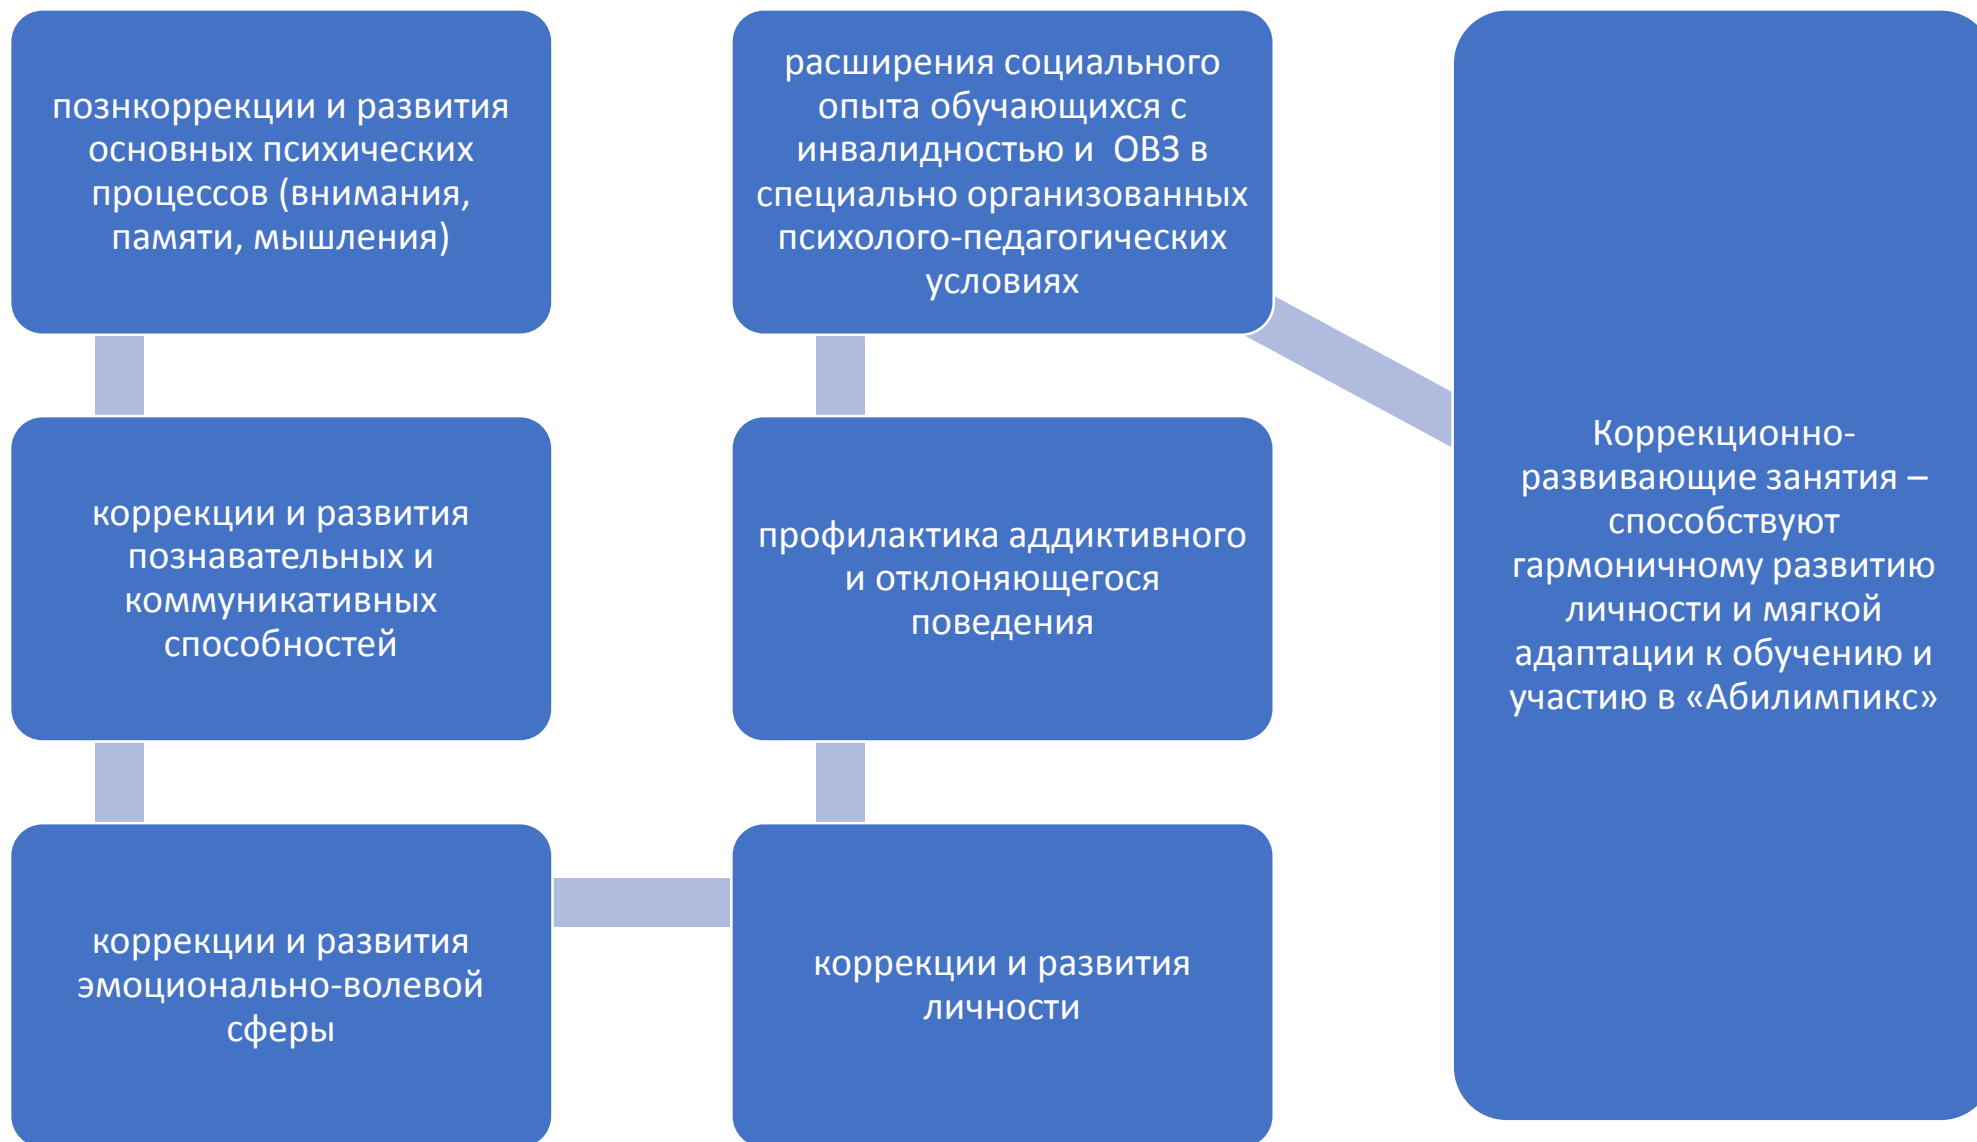 познкоррекции и развития
основных психических
процессов (внимания,
памяти, мышления)
коррекции и развития
познавательных и
коммуникативных
способностей
коррекции и развития
эмоционально-волевой
сферы
коррекции и развития
личности
профилактика аддиктивного
и отклоняющегося
поведения
расширения социального
опыта обучающихся с
инвалидностью и  ОВЗ в
специально организованных
психолого-педагогических
условиях
Коррекционно-
развивающие занятия –
способствуют
гармоничному развитию
личности и мягкой
адаптации к обучению и
участию в «Абилимпикс»